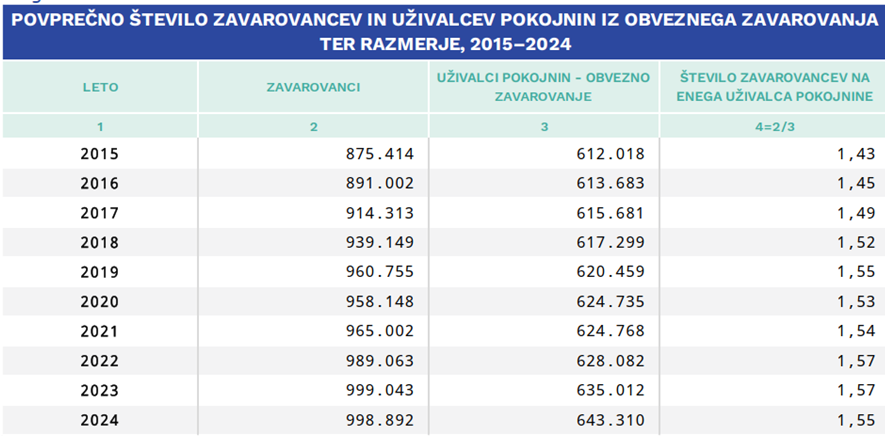 POVPREČNO ŠTEVILO ZAVAROVANCEV IN UŽIVALCEV POKOJNIN IZ OBVEZNEGA ZAVAROVANJA
TER RAZMERJE, 2015–2024
LETO ZAVAROVANCI UŽIVALCI POKOJNIN - OBVEZNO ZAVAROVANJE ŠTEVILO ZAVAROVANCEV NA ENEGA UŽIVALCA POKOJNINE
1 2 3 4=2/3
2015 875.414 612.018 1,43
2016 891.002 613.683 1,45
2017 914.313 615.681 1,49
2018 939.149 617.299 1,52
2019 960.755 620.459 1,55
2020 958.148 624.735 1,53
2021 965.002 624.768 1,54
2022 989.063 628.082 1,57
2023 999.043 635.012 1,57
2024 998.892 643.310 1,55